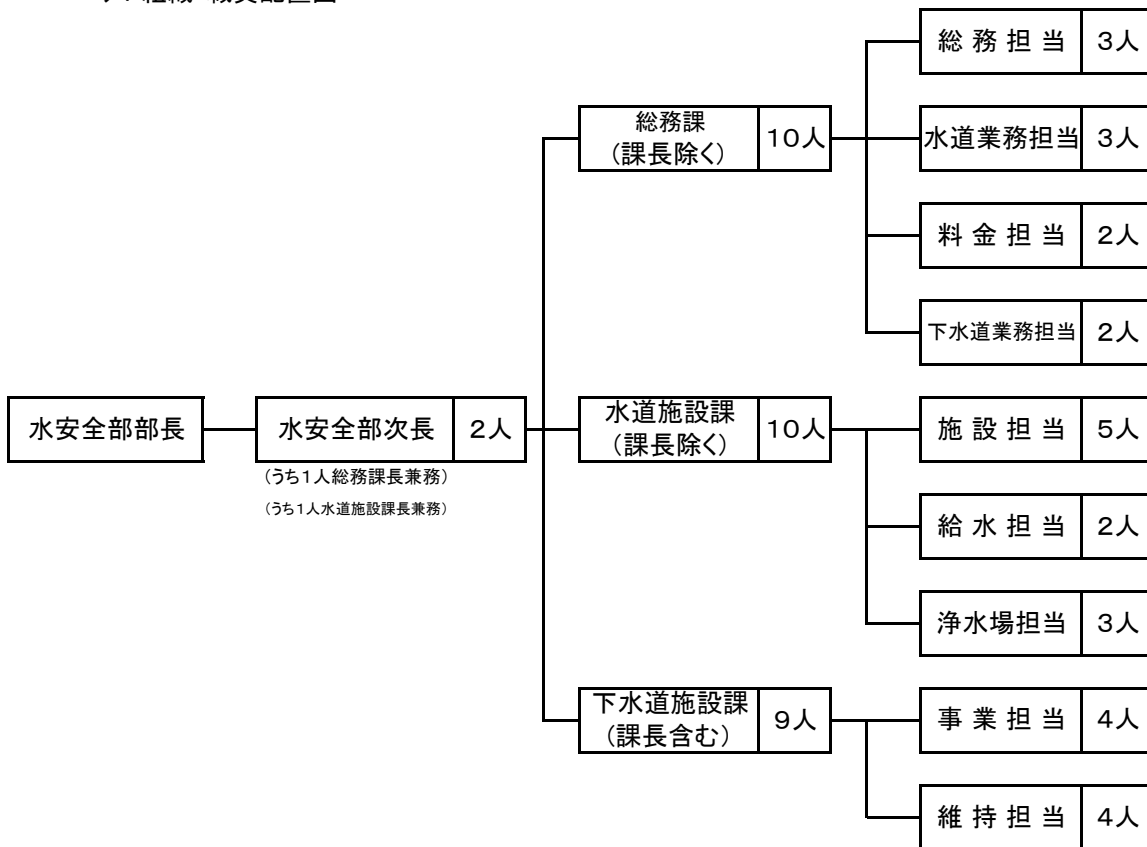 総務担当 3人
総務課 10人
(課長除く)
水道業務担当 3人
料金担当 2人
下水道業務担当 2人
水安全部部長
水安全部次長 2人
(うち1人総務課長兼務)
(うち1人水道施設課長兼務)
水道施設課 10人
(課長除く)
施設担当 5人
給水担当 2人
浄水場担当 3人
下水道施設課 9人
(課長含む)
事業担当 4人
維持担当 4人